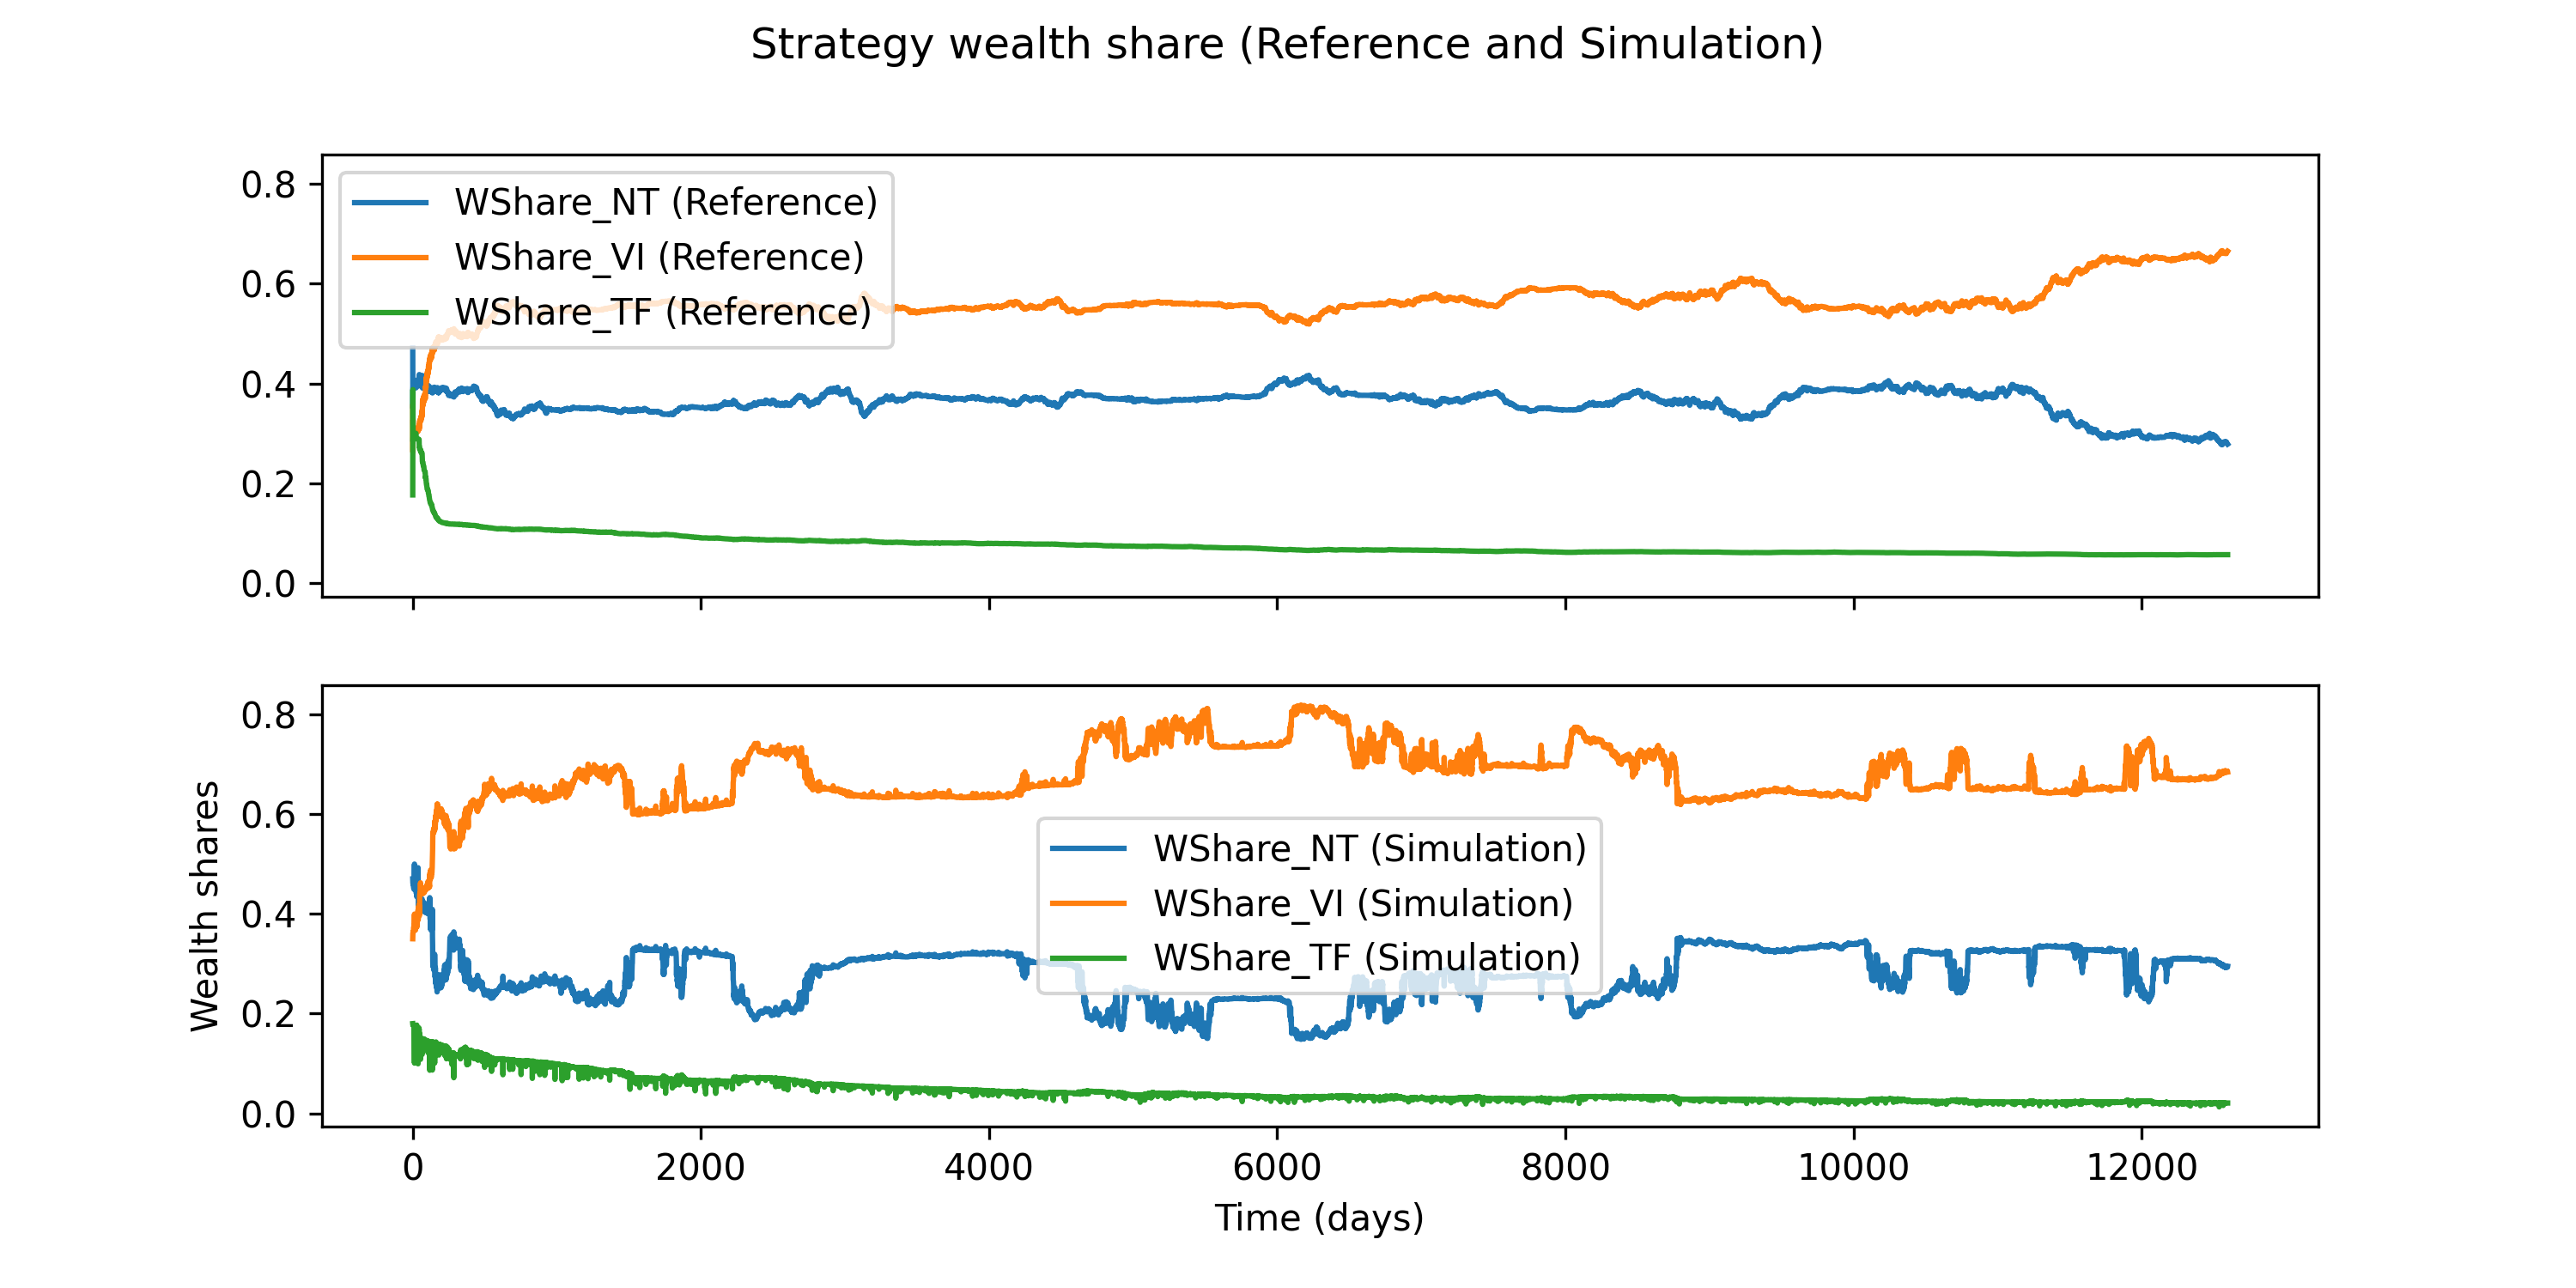 Strategy wealth share (Reference and Simulation)
0.8
0.6
0.4
0.2
0.0
WShare_NT (Reference)
WShare_VI (Reference)
WShare_TF (Reference)
Wealth shares
0.8
0.6
0.4
0.2
0.0
WShare_NT (Simulation)
WShare_VI (Simulation)
WShare_TF (Simulation)
0 2000 4000 6000 8000 10000 12000
Time (days)